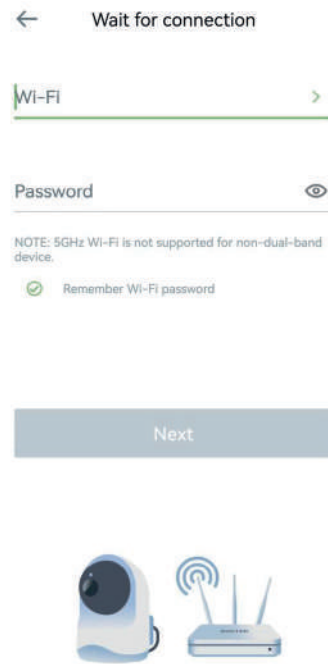 Wait for connection
Wi-Fi
Password
NOTE: 5GHz Wi-Fi is not supported for non-dual-band
device.
Remember Wi-Fi password
Next